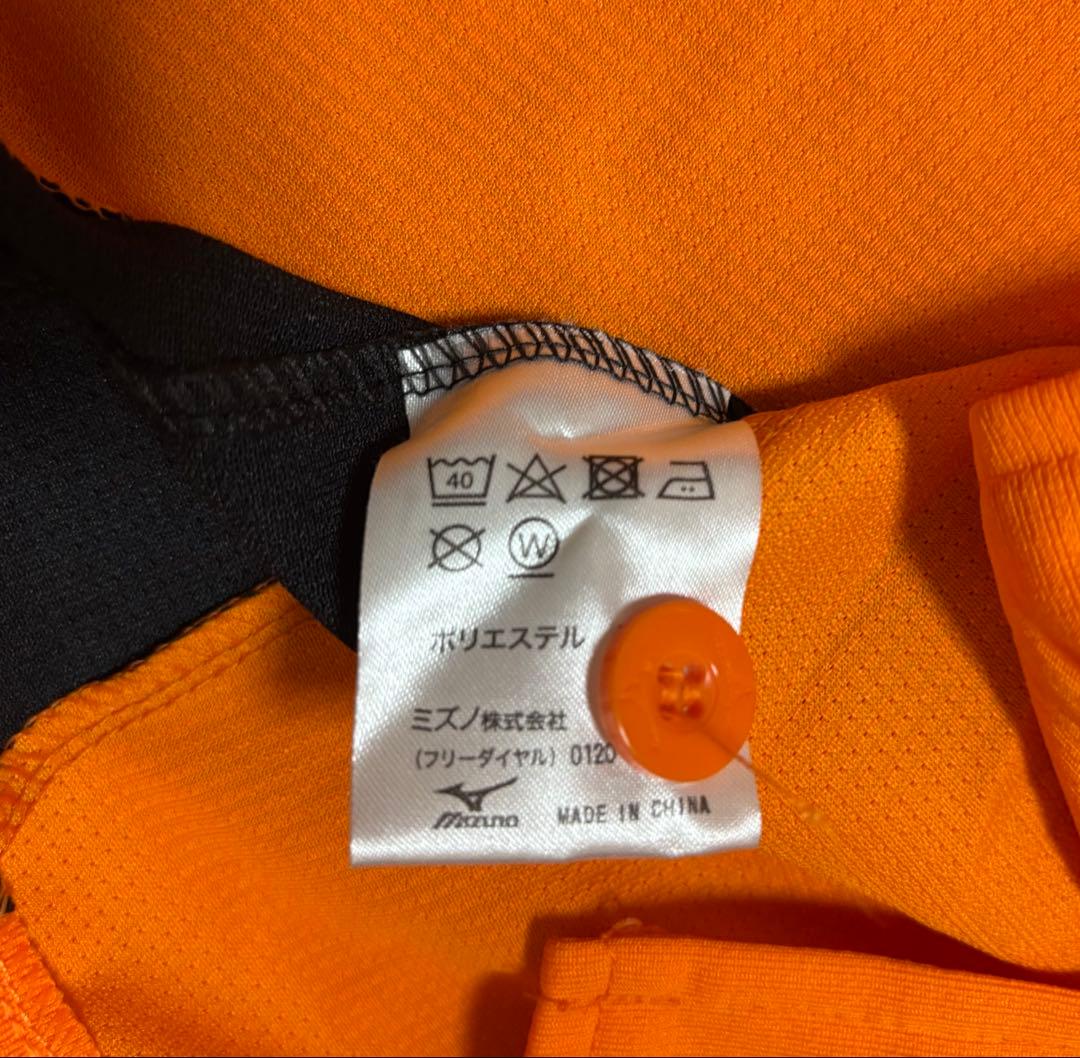 40
W
ポリエステル
ミズノ株式会社
(フリーダイヤル) 0120
MIZUNO MADE IN CHINA